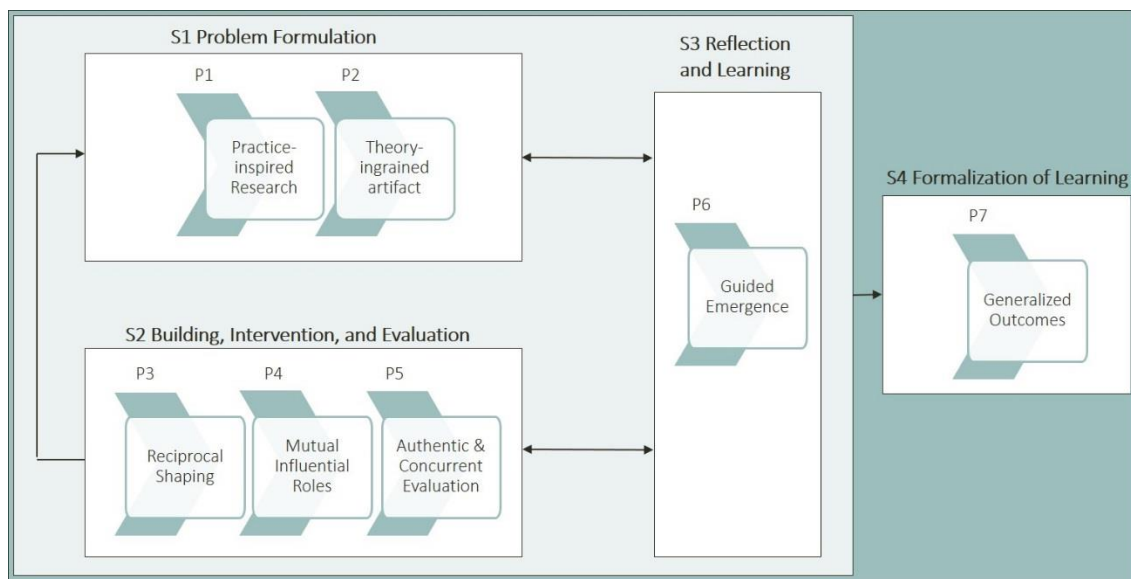 S1 Problem Formulation
P1
P2
Practice-
inspired
Research
Theory-
ingrained
artifact
S2 Building, Intervention, and Evaluation
P3
P4
P5
Reciprocal
Shaping
Mutual
Influential
Roles
Authentic &
Concurrent
Evaluation
S3 Reflection
and Learning
P6
Guided
Emergence
S4 Formalization of Learning
P7
Generalized
Outcomes